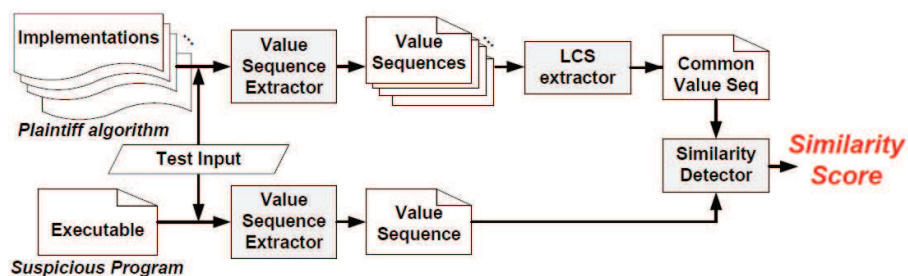 Implementations
Value
Sequence
Extractor
Value
Sequences
LCS
extractor
Common
Value Seq
Plaintiff algorithm
Test Input
Similarity
Detector
Similarity
Score
Executable
Value
Sequence
Extractor
Value
Sequence
Suspicious Program